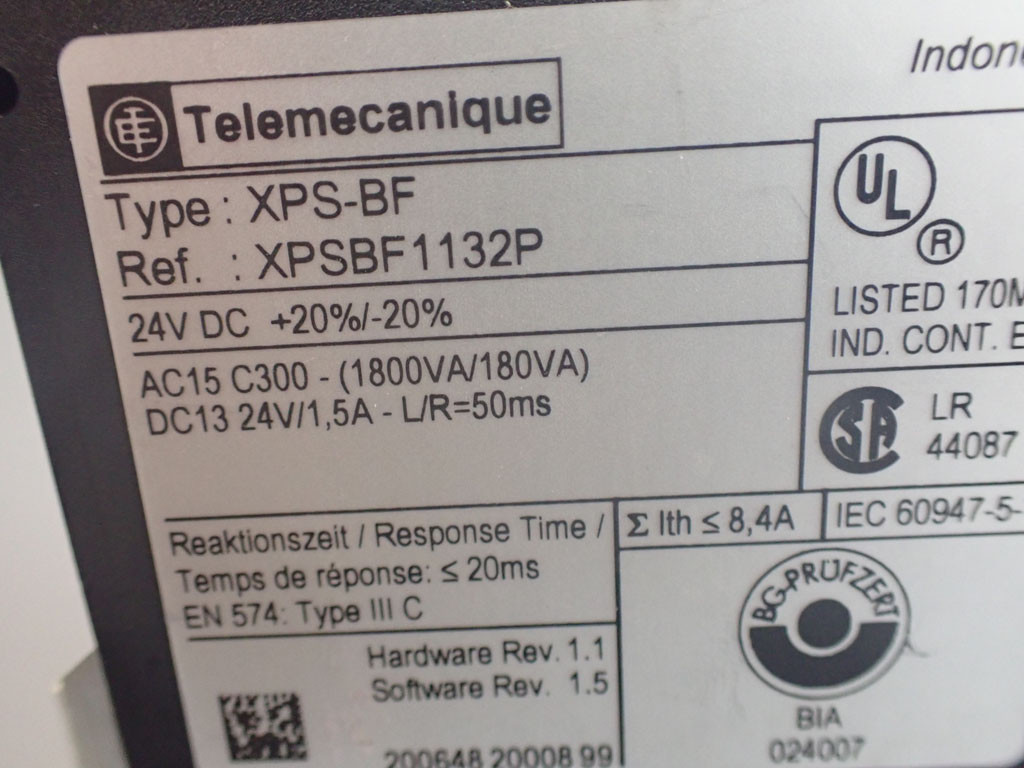 Indon
Telemecanique
Type : XPS-BF
Ref. : XPSBF1132P
24V DC +20%/-20%
AC15 C300 - (1800VA/180VA)
DC13 24V/1,5A - L/R=50ms
UL
®
LISTED 170M
IND. CONT. E
SA
LR
44087
Reaktionszeit / Response Time /
Temps de réponse: ≤ 20ms
EN 574: Type III C
Σ Ith ≤ 8,4A
IEC 60947-5-
Hardware Rev. 1.1
Software Rev. 1.5
200648 20008 99
BG-PRÜFZERT
BIA
024007